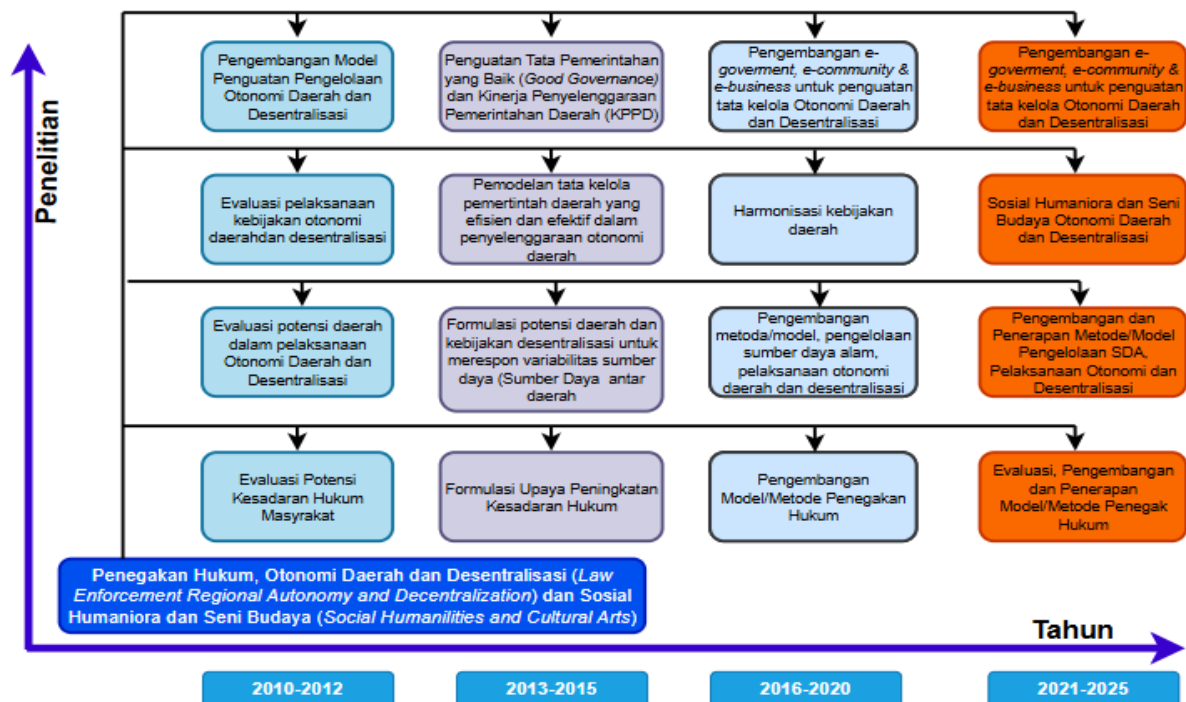 Penelitian
Pengembangan Model
Penguatan Pengelolaan
Otonomi Daerah dan
Desentralisasi
Penguatan Tata Pemerintahan
yang Baik (Good Governance)
dan Kinerja Penyelenggaraan
Pemerintahan Daerah (KPPD)
Pengembangan e-
goverment, e-community &
e-business untuk penguatan
tata kelola Otonomi Daerah
dan Desentralisasi
Pengembangan e-
goverment, e-community &
e-business untuk penguatan
tata kelola Otonomi Daerah
dan Desentralisasi
Evaluasi pelaksanaan
kebijakan otonomi
daerahdan desentralisasi
Pemodelan tata kelola
pemertintah daerah yang
efisien dan efektif dalam
penyelenggaraan otonomi
daerah
Harmonisasi kebijakan
daerah
Sosial Humaniora dan Seni
Budaya Otonomi Daerah
dan Desentralisasi
Evaluasi potensi daerah
dalam pelaksanaan
Otonomi Daerah dan
Desentralisasi
Formulasi potensi daerah dan
kebijakan desentralisasi untuk
merespon variabilitas sumber
daya (Sumber Daya antar
daerah
Pengembangan
metoda/model, pengelolaan
sumber daya alam,
pelaksanaan otonomi
daerah dan desentralisasi
Pengembangan dan
Penerapan Metode/Model
Pengelolaan SDA,
Pelaksanaan Otonomi dan
Desentralisasi
Evaluasi Potensi
Kesadaran Hukum
Masyrakat
Formulasi Upaya Peningkatan
Kesadaran Hukum
Pengembangan
Model/Metode Penegakan
Hukum
Evaluasi, Pengembangan
dan Penerapan
Model/Metode Penegak
Hukum
Penegakan Hukum, Otonomi Daerah dan Desentralisasi (Law
Enforcement Regional Autonomy and Decentralization) dan Sosial
Humaniora dan Seni Budaya (Social Humanilities and Cultural Arts)
Tahun
2010-2012
2013-2015
2016-2020
2021-2025